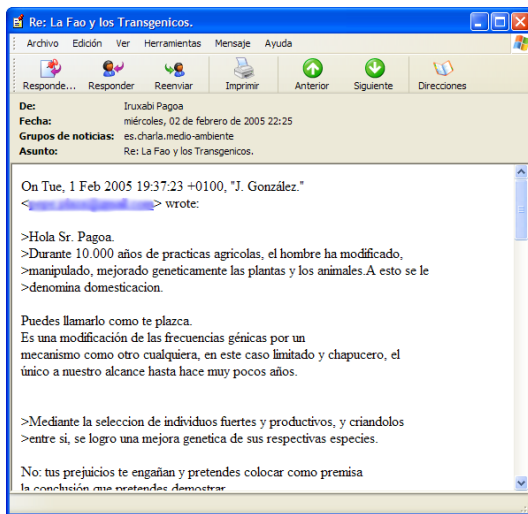 Re: La Fao y los Transgenicos.
Archivo Edición Ver Herramientas Mensaje Ayuda
Responde... Responder Reenviar Imprimir Anterior Siguiente Direcciones
De: Iruxabi Pagoa
Fecha: miércoles, 02 de febrero de 2005 22:25
Grupos de noticias: es.charla.medio-ambiente
Asunto: Re: La Fao y los Transgenicos.
On Tue, 1 Feb 2005 19:37:23 +0100, "J. González."
< > wrote:
>Hola Sr. Pagoa.
>Durante 10.000 años de practicas agricolas, el hombre ha modificado,
>manipulado, mejorado geneticamente las plantas y los animales.A esto se le
>denomina domesticacion.
Puedes llamarlo como te plazca.
Es una modificación de las frecuencias génicas por un
mecanismo como otro cualquiera, en este caso limitado y chapucero, el
único a nuestro alcance hasta hace muy pocos años.
>Mediante la seleccion de individuos fuertes y productivos, y criandolos
>entre si, se logro una mejora genetica de sus respectivas especies.
No: tus prejuicios te engañan y pretendes colocar como premisa
la conclusión que pretendes demostrar